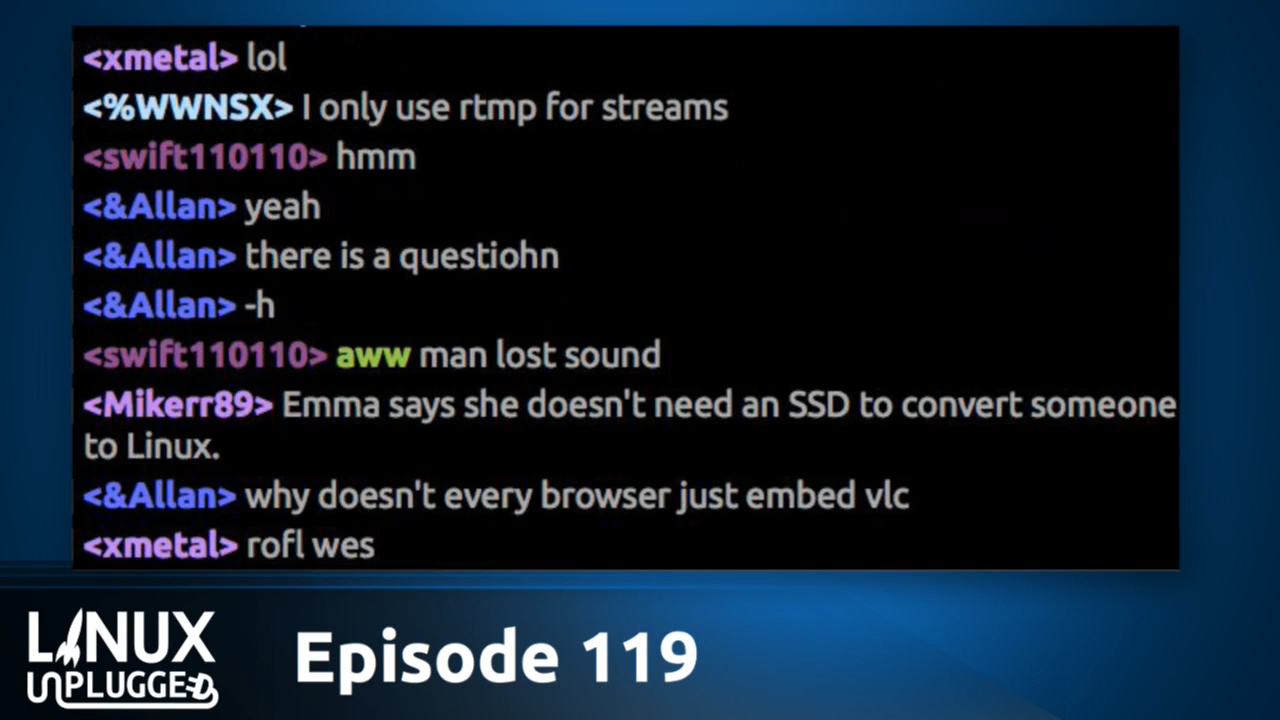 <xmetal> lol
<%WWNSX> I only use rtmp for streams
<swift110110> hmm
<&Allan> yeah
<&Allan> there is a questiohn
<&Allan> -h
<swift110110> aww man lost sound
<Mikerr89> Emma says she doesn't need an SSD to convert someone
to Linux.
<&Allan> why doesn't every browser just embed vlc
<xmetal> rofl wes
LINUX
UNPLUGGED
Episode 119